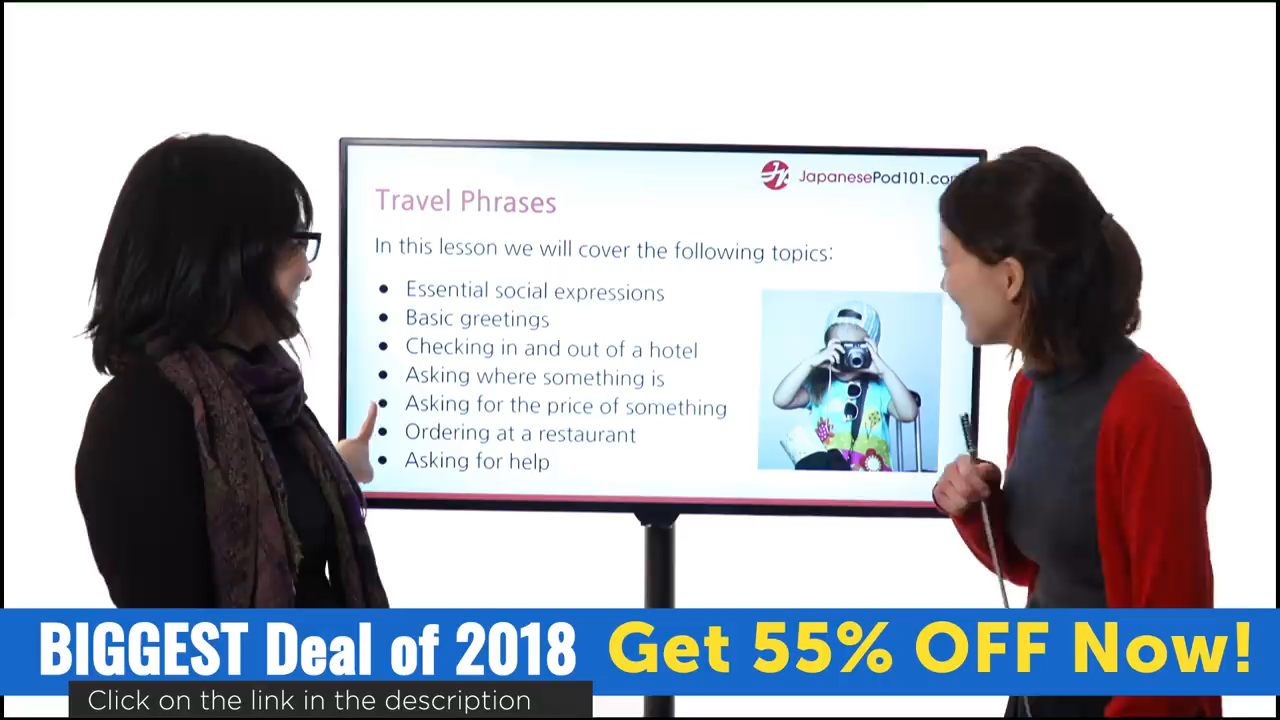 JapanesePod101.com
Travel Phrases
In this lesson we will cover the following topics:
• Essential social expressions
• Basic greetings
• Checking in and out of a hotel
• Asking where something is
• Asking for the price of something
• Ordering at a restaurant
• Asking for help
BIGGEST Deal of 2018 Get 55% OFF Now!
Click on the link in the description